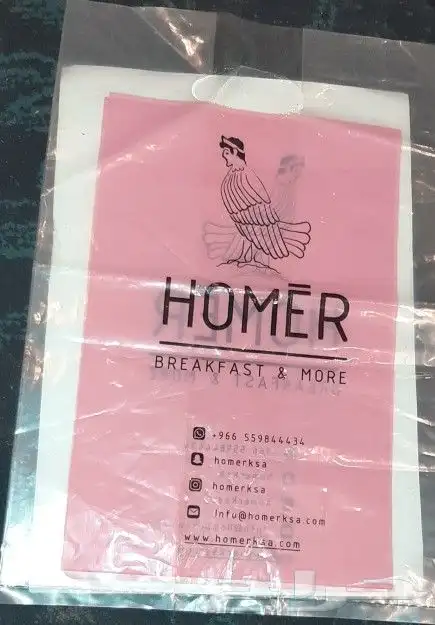 HOMĒR
BREAKFAST & MORE
+966 559844434
homerksa
homerksa
Info@homerksa.com
www.homerksa.com